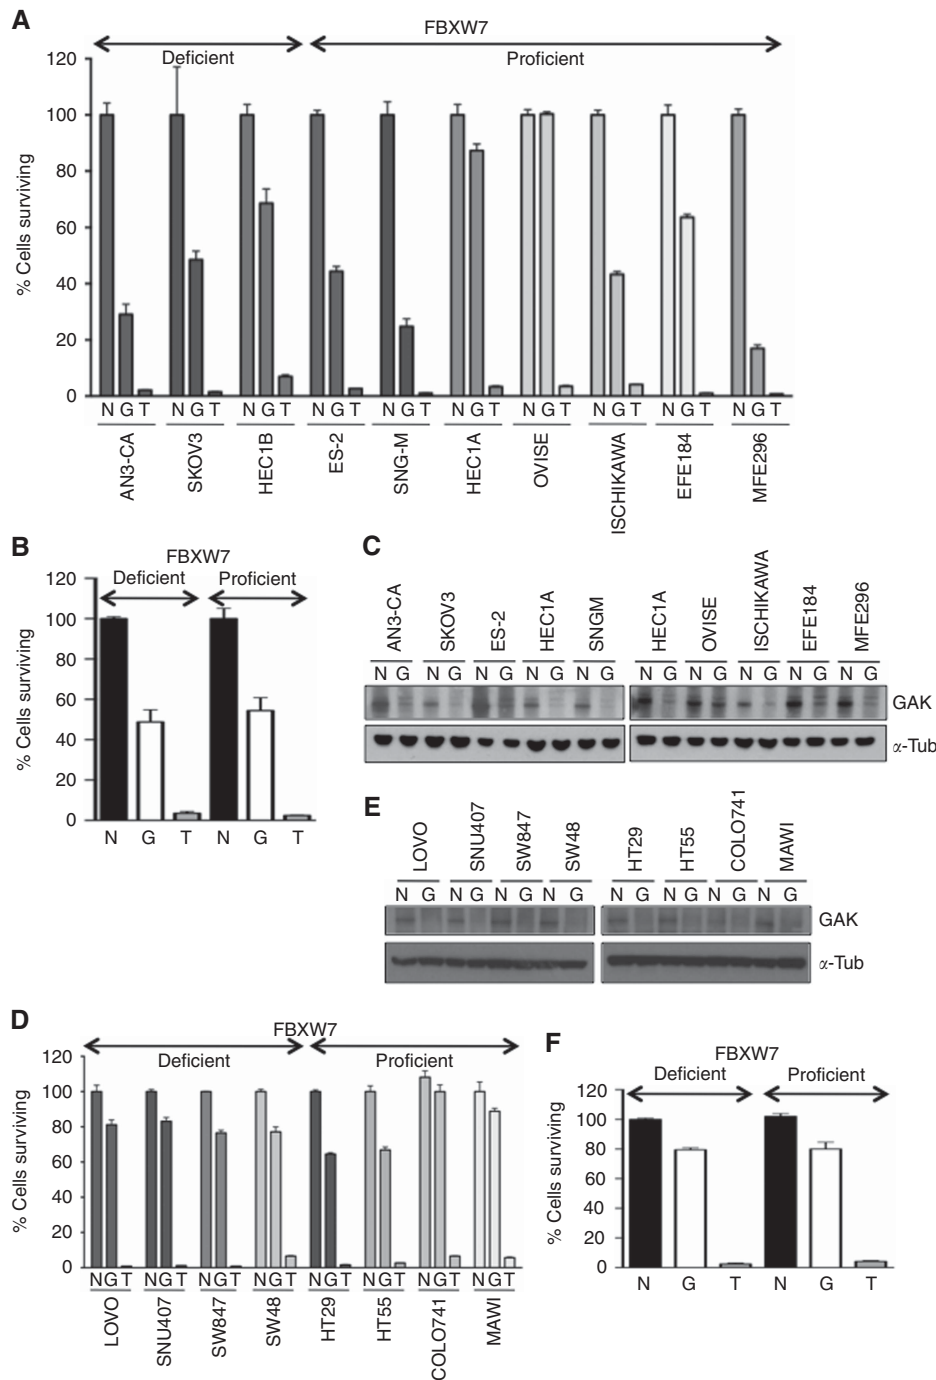 A
FBXW7
Deficient
Proficient
% Cells surviving
120
100
80
60
40
20
0
N G T N G T N G T N G T N G T N G T N G T N G T N G T N G T
AN3-CA
SKOV3
HEC1B
ES-2
SNG-M
HEC1A
OVISE
ISCHIKAWA
EFE184
MFE296
B
FBXW7
Deficient
Proficient
% Cells surviving
120
100
80
60
40
20
0
N G T N G T
C
AN3-CA
SKOV3
ES-2
HEC1A
SNGM
HEC1A
OVISE
ISCHIKAWA
EFE184
MFE296
N G N G N G N G N G N G N G N G N G N G
GAK
α-Tub
E
LOVO
SNU407
SW847
SW48
HT29
HT55
COLO741
MAWI
N G N G N G N G N G N G N G N G
GAK
α-Tub
D
FBXW7
Deficient
Proficient
% Cells surviving
120
100
80
60
40
20
0
NGT NGT NGT NGT NGT NGT NGT NGT
LOVO
SNU407
SW847
SW48
HT29
HT55
COLO741
MAWI
F
FBXW7
Deficient
Proficient
% Cells surviving
120
100
80
60
40
20
0
N G T N G T